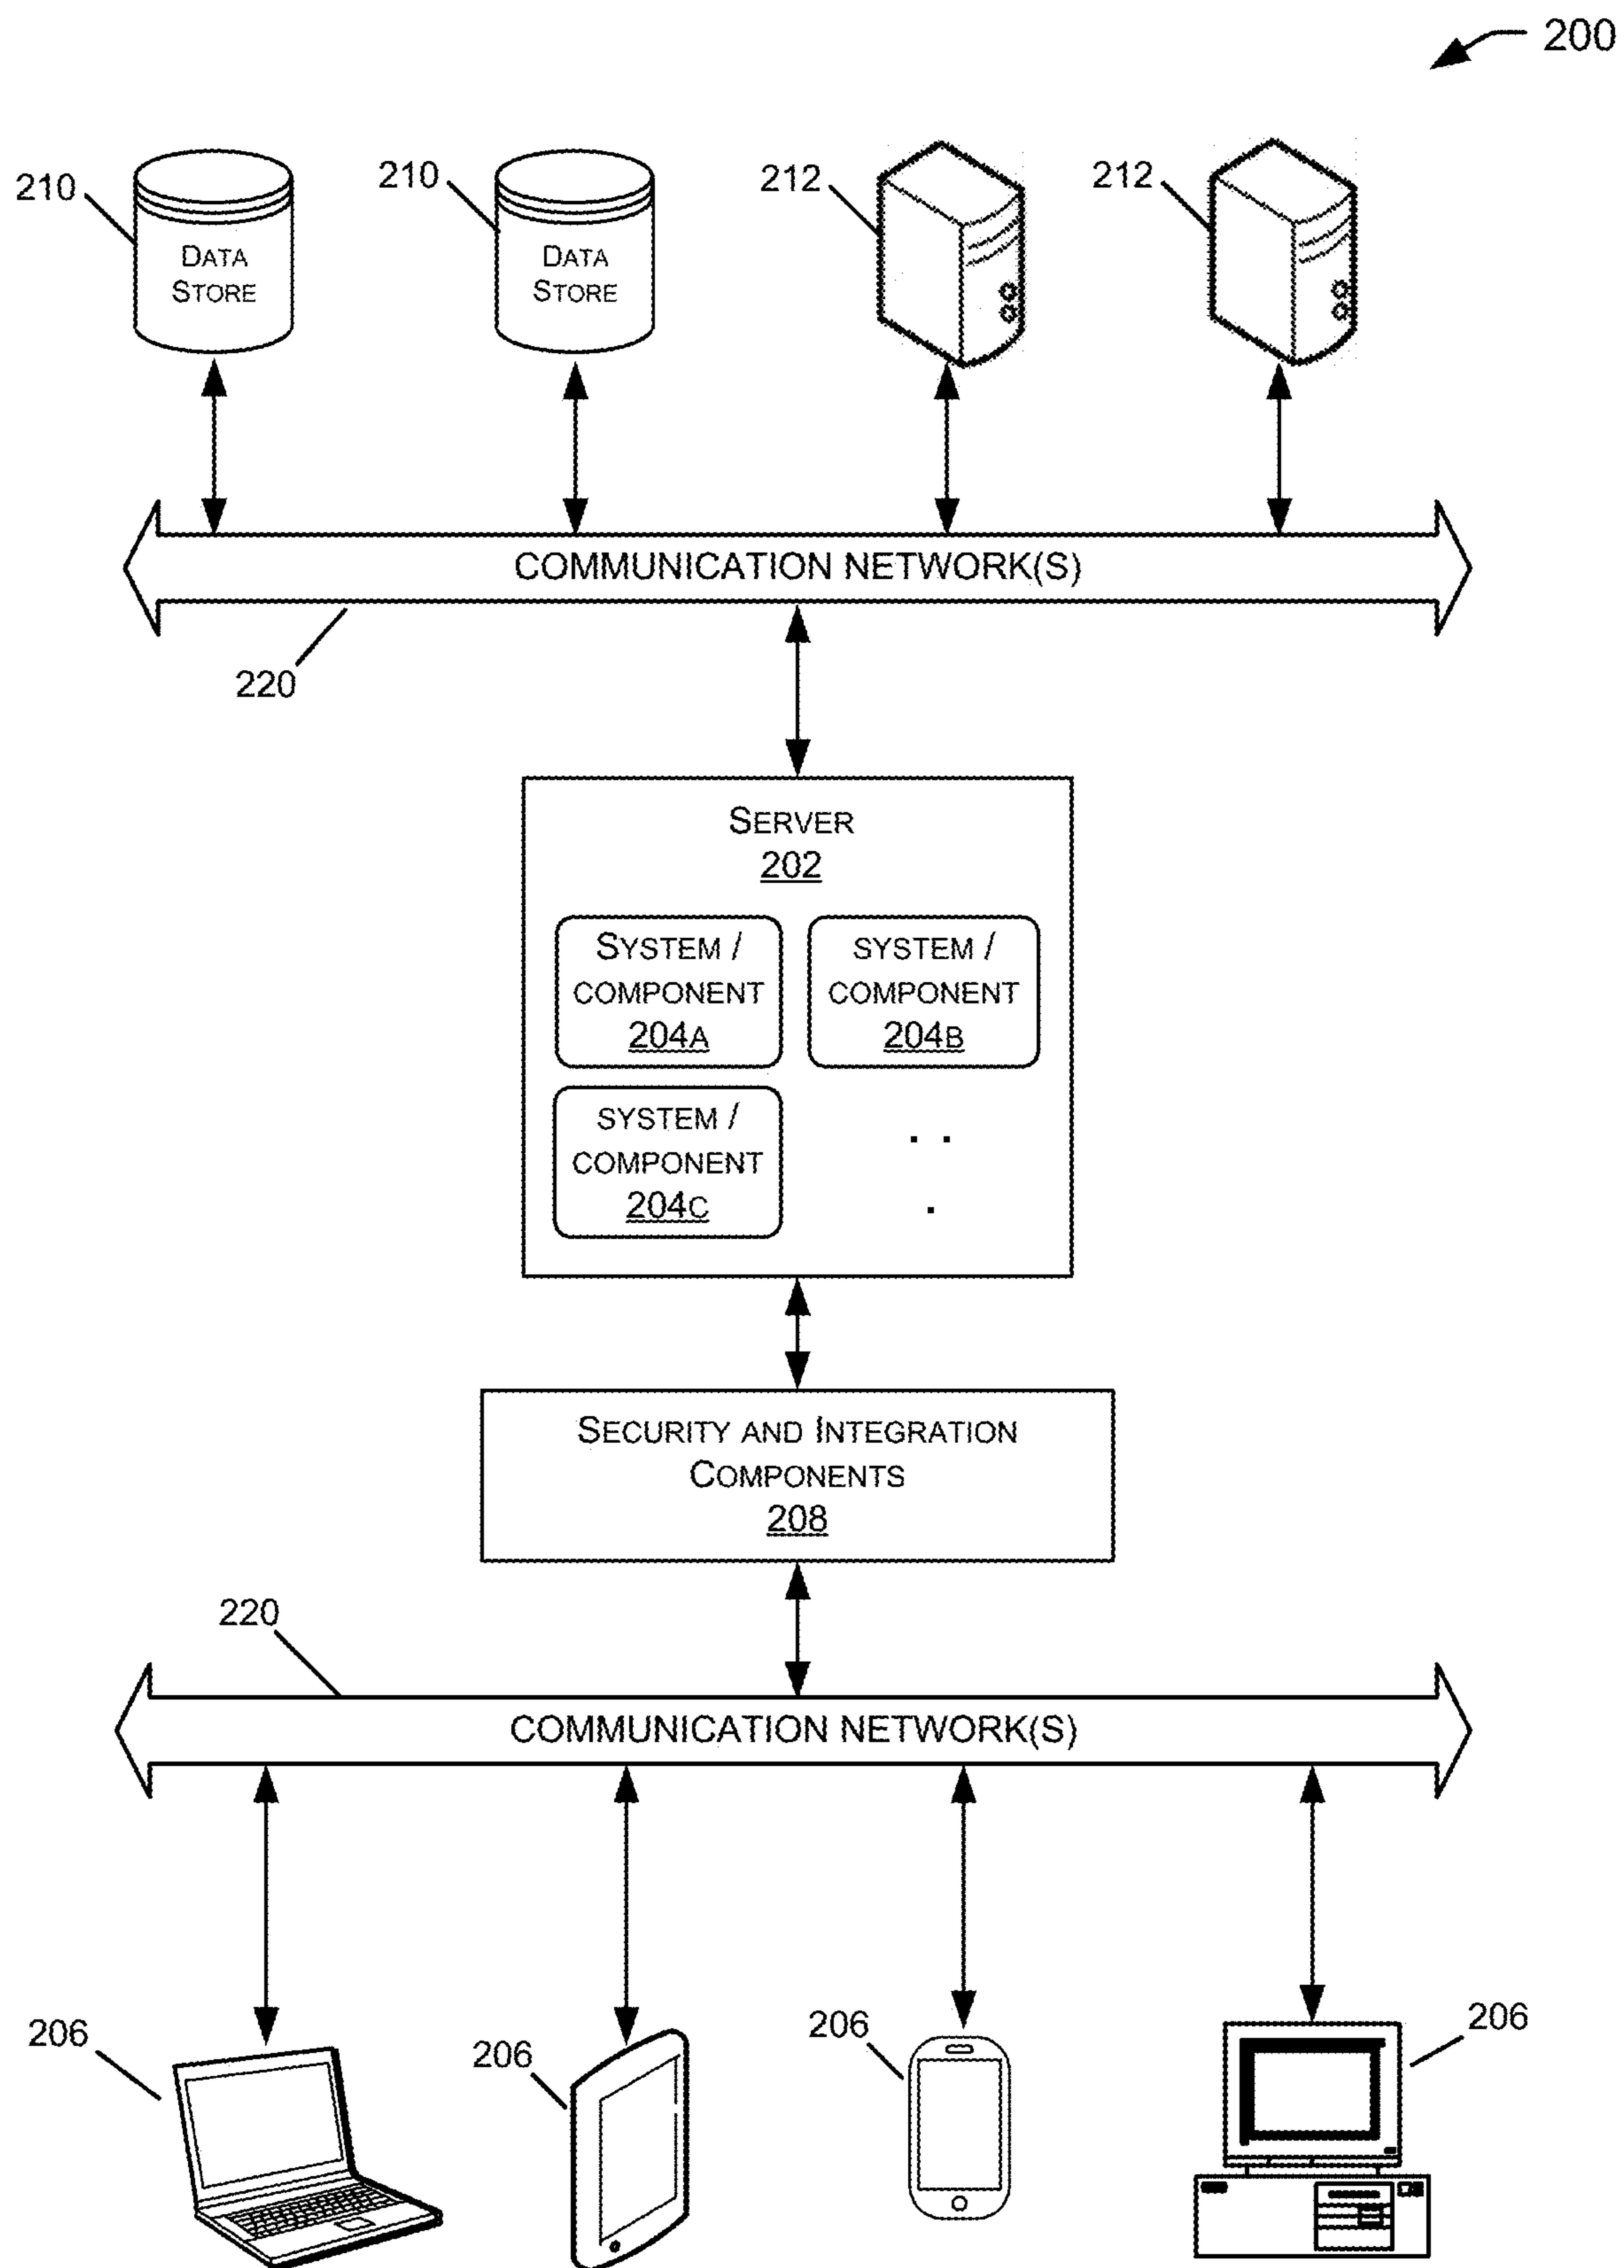 200
210
210
212
212
DATA
STORE
DATA
STORE
COMMUNICATION NETWORK(S)
220
SERVER
202
SYSTEM /
COMPONENT
204A
SYSTEM /
COMPONENT
204B
SYSTEM /
COMPONENT
204C
. .
.
SECURITY AND INTEGRATION
COMPONENTS
208
220
COMMUNICATION NETWORK(S)
206
206
206
206